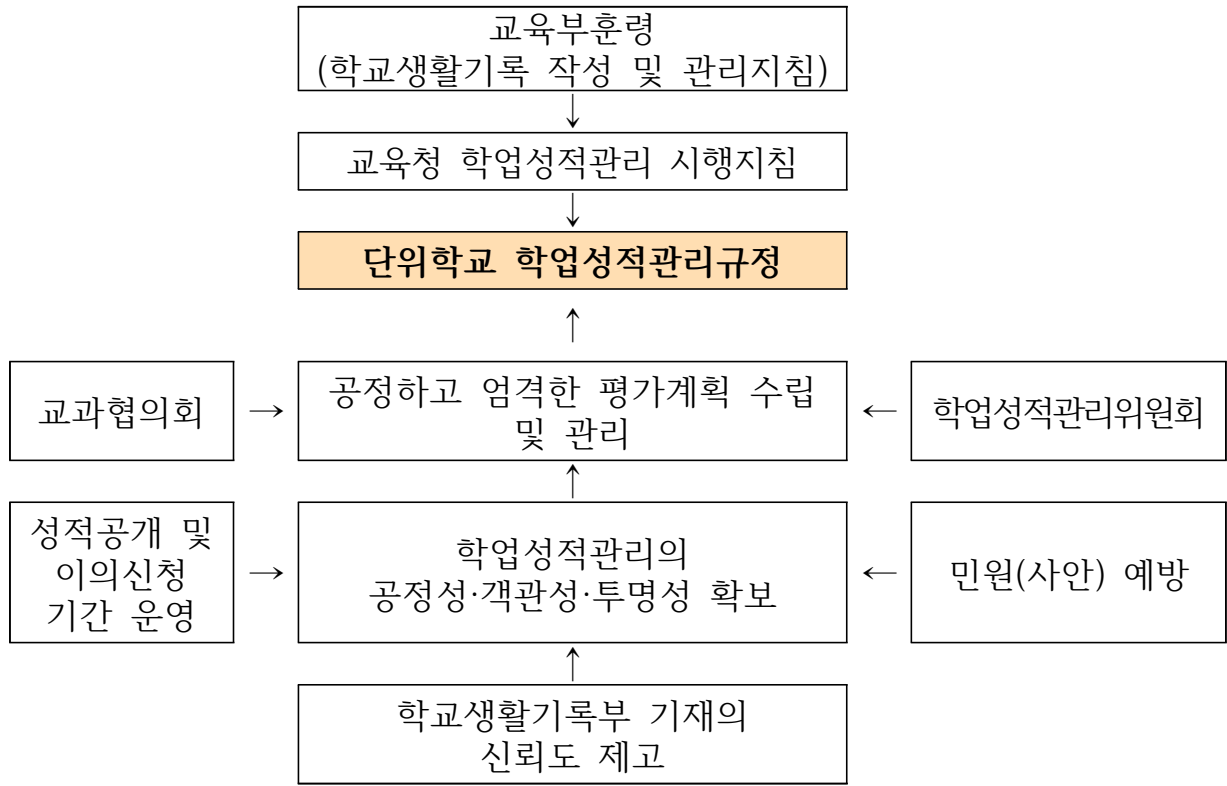 교육부훈령
(학교생활기록 작성 및 관리지침)
↓
교육청 학업성적관리 시행지침
↓
단위학교 학업성적관리규정
↑
교과협의회
→
공정하고 엄격한 평가계획 수립
및 관리
←
학업성적관리위원회
↑
성적공개 및
이의신청
기간 운영
→
학업성적관리의
공정성·객관성·투명성 확보
←
민원(사안) 예방
↑
학교생활기록부 기재의
신뢰도 제고